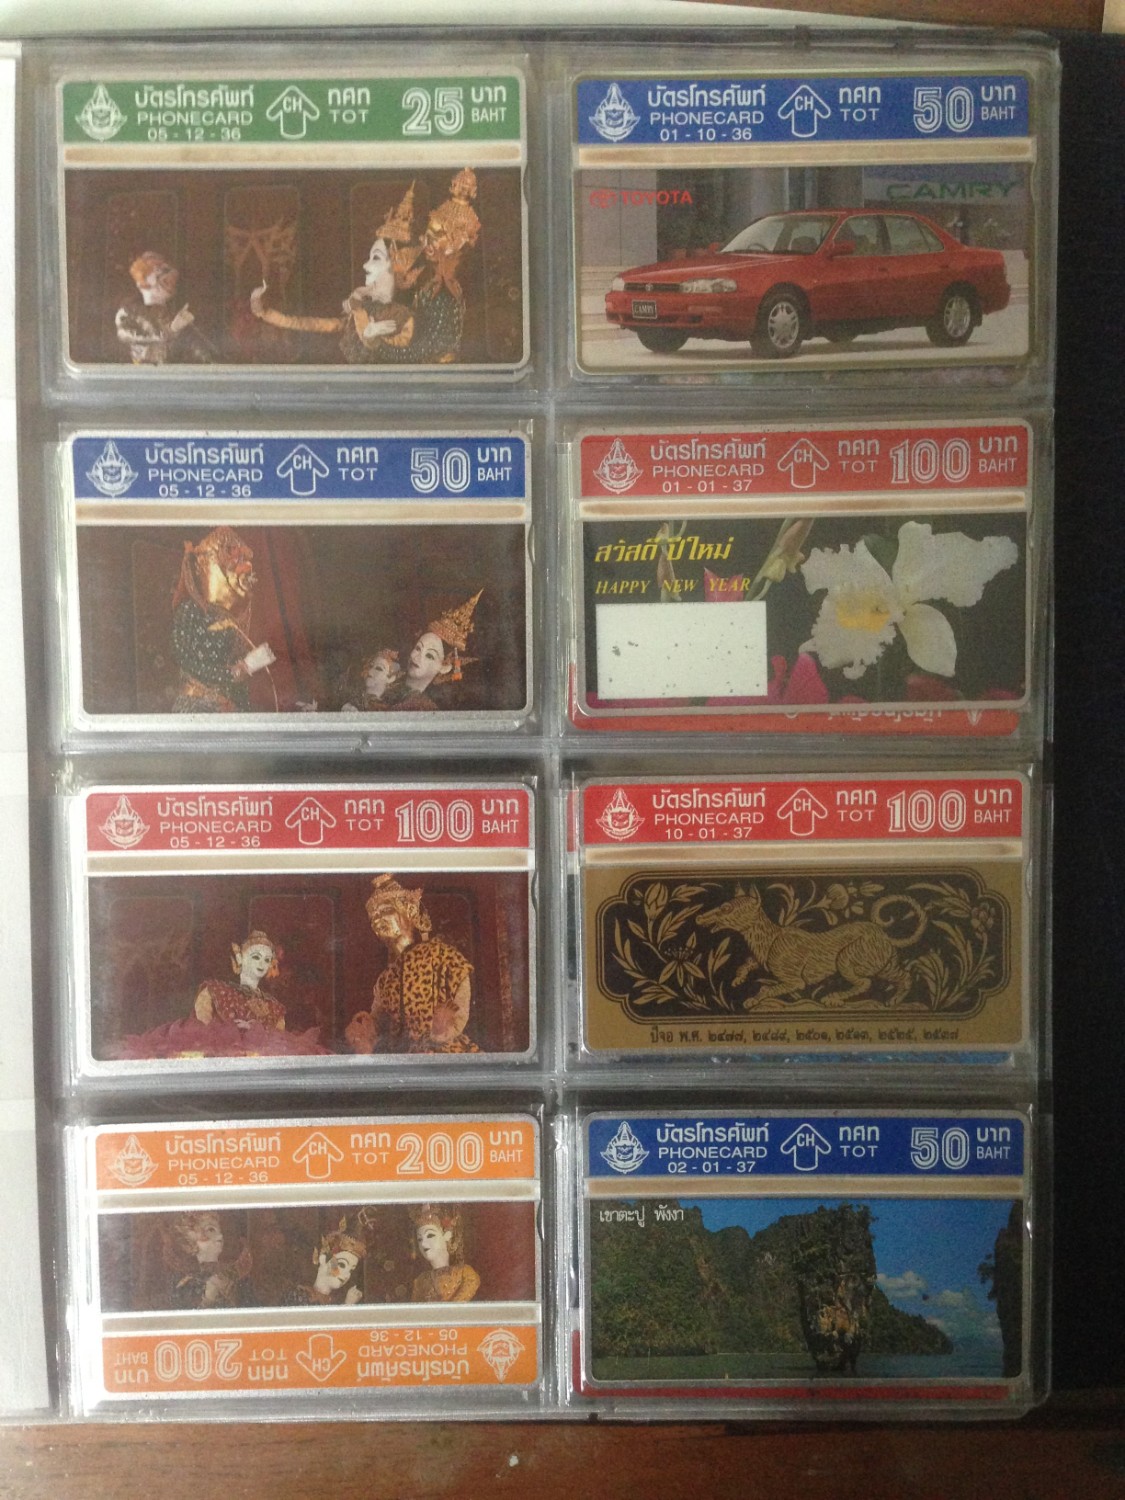 บัตรโทรศัพท์ CH ทศท 25 บาท
PHONECARD TOT BAHT
05 - 12 - 36
บัตรโทรศัพท์ CH ทศท 50 บาท
PHONECARD TOT BAHT
01 - 10 - 36
TOYOTA CAMRY
CAMRY
บัตรโทรศัพท์ CH ทศท 50 บาท
PHONECARD TOT BAHT
05 - 12 - 36
บัตรโทรศัพท์ CH ทศท 100 บาท
PHONECARD TOT BAHT
01 - 01 - 37
สวัสดี ปีใหม่
HAPPY NEW YEAR
บัตรโทรศัพท์
บัตรโทรศัพท์ CH ทศท 100 บาท
PHONECARD TOT BAHT
05 - 12 - 36
บัตรโทรศัพท์ CH ทศท 100 บาท
PHONECARD TOT BAHT
10 - 01 - 37
ปีจอ พ.ศ. ๒๔๗๗, ๒๔๘๙, ๒๕๐๑, ๒๕๑๓, ๒๕๒๕, ๒๕๓๗
บัตรโทรศัพท์ CH ทศท 200 บาท
PHONECARD TOT BAHT
05 - 12 - 36
บัตรโทรศัพท์ CH ทศท 200 บาท
PHONECARD TOT BAHT
05 - 12 - 36
บัตรโทรศัพท์ CH ทศท 50 บาท
PHONECARD TOT BAHT
02 - 01 - 37
เขาตะปู พังงา